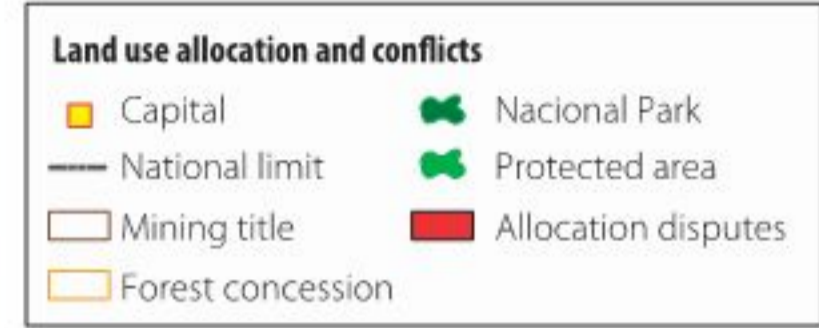 Land use allocation and conflicts
Capital
National limit
Mining title
Forest concession
Nacional Park
Protected area
Allocation disputes